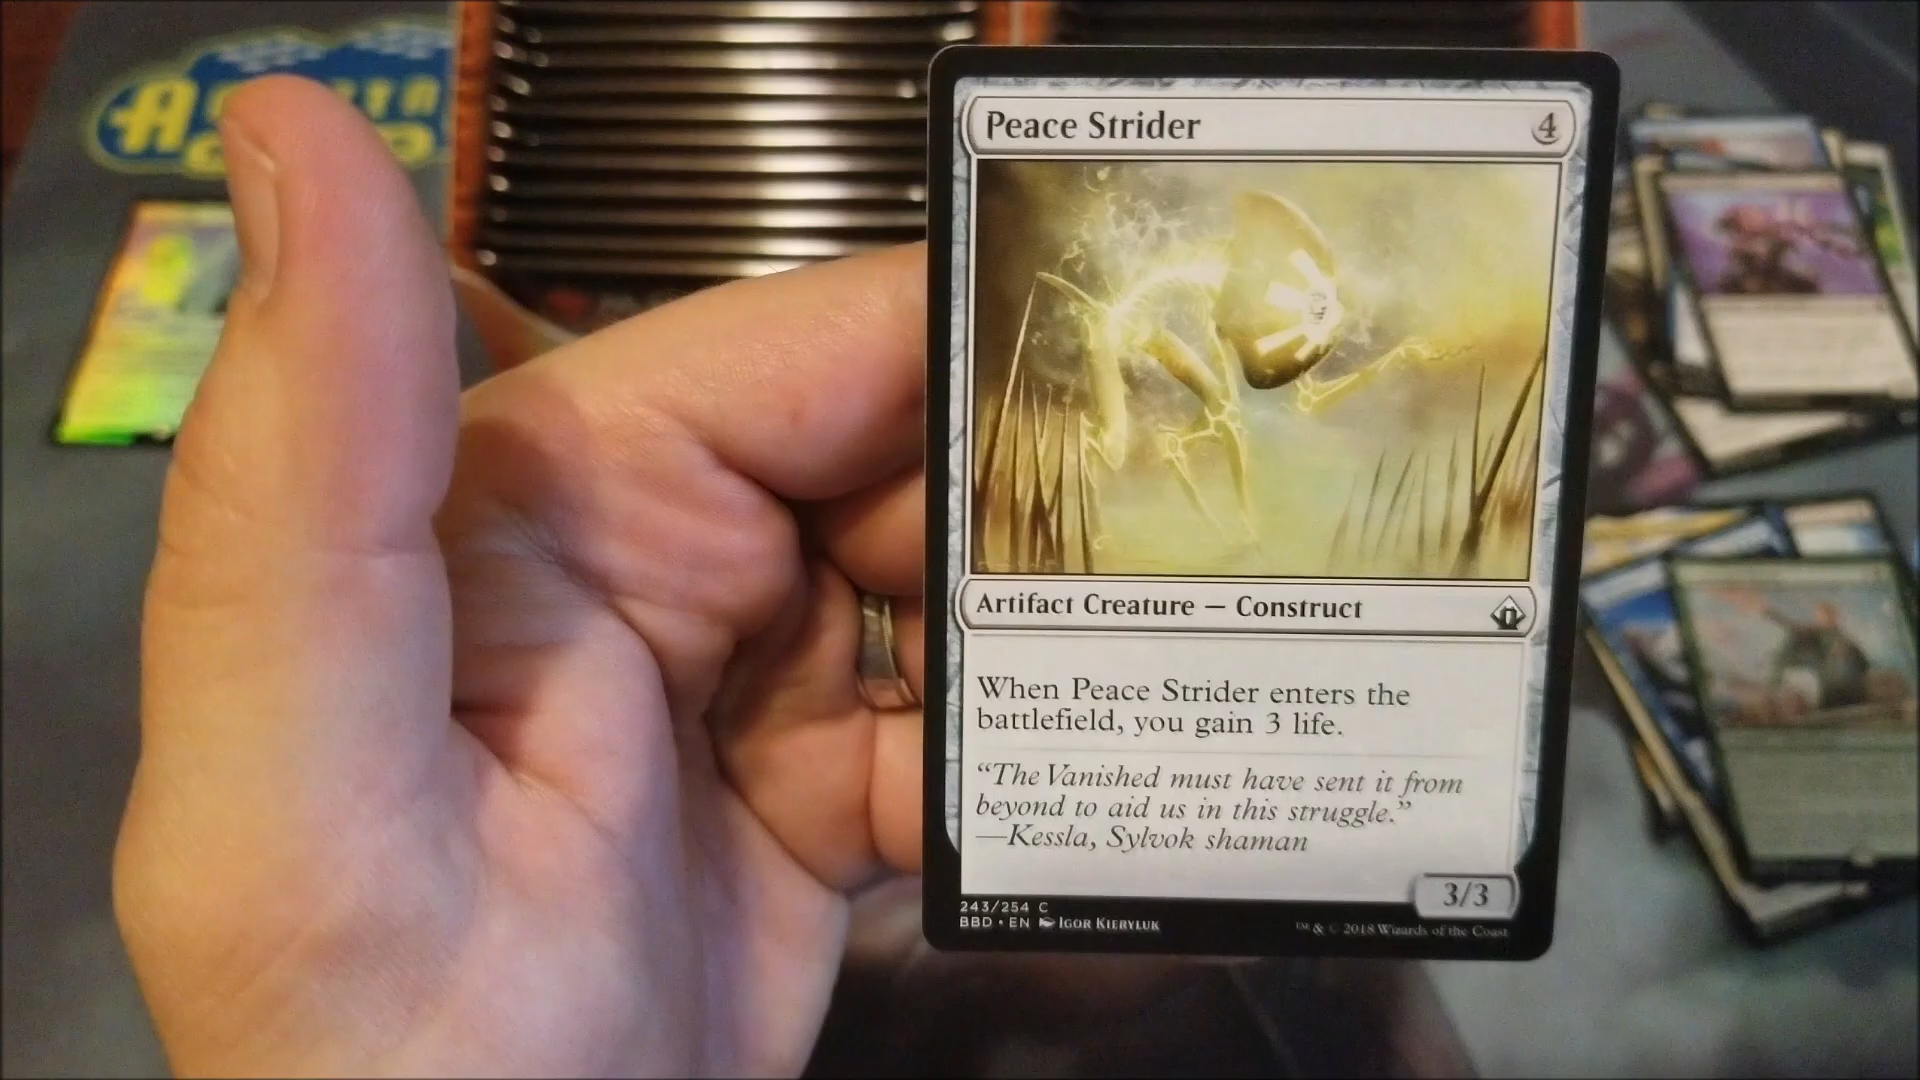 Peace Strider 4
Artifact Creature — Construct
When Peace Strider enters the
battlefield, you gain 3 life.
“The Vanished must have sent it from
beyond to aid us in this struggle.”
—Kessla, Sylvok shaman
3/3
243/254 C
BBD • EN Igor Kieryluk
™ & © 2018 Wizards of the Coast